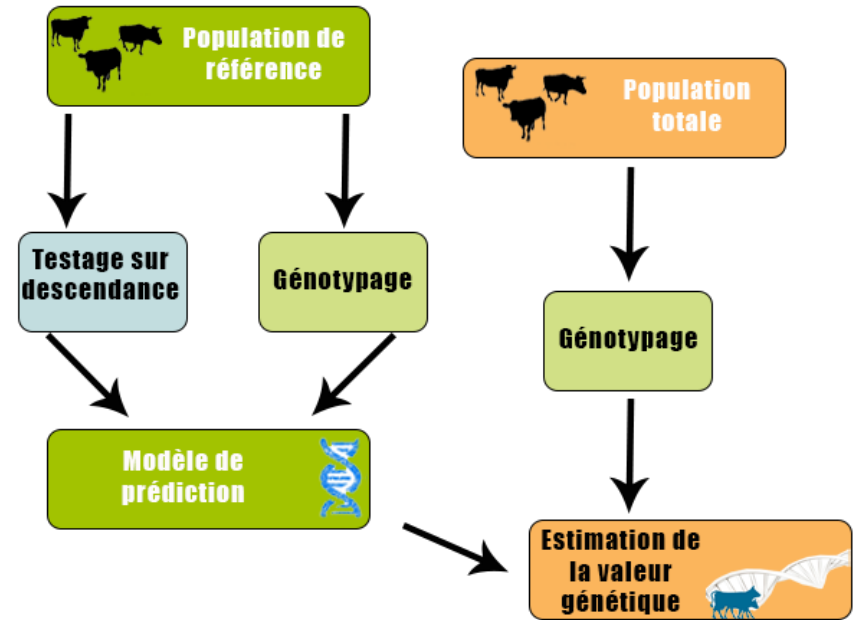 Population de
référence
Population
totale
Testage sur
descendance
Génotypage
Génotypage
Modèle de
prédiction
Estimation de
la valeur
génétique